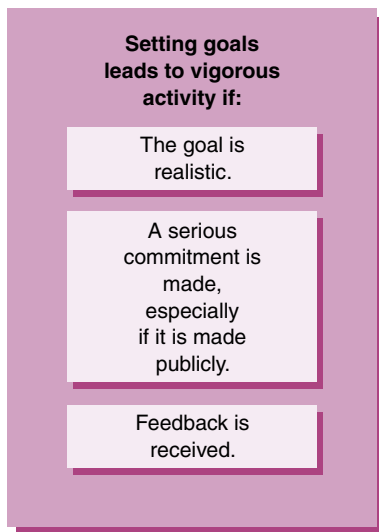 Setting goals
leads to vigorous
activity if:
The goal is
realistic.
A serious
commitment is
made,
especially
if it is made
publicly.
Feedback is
received.